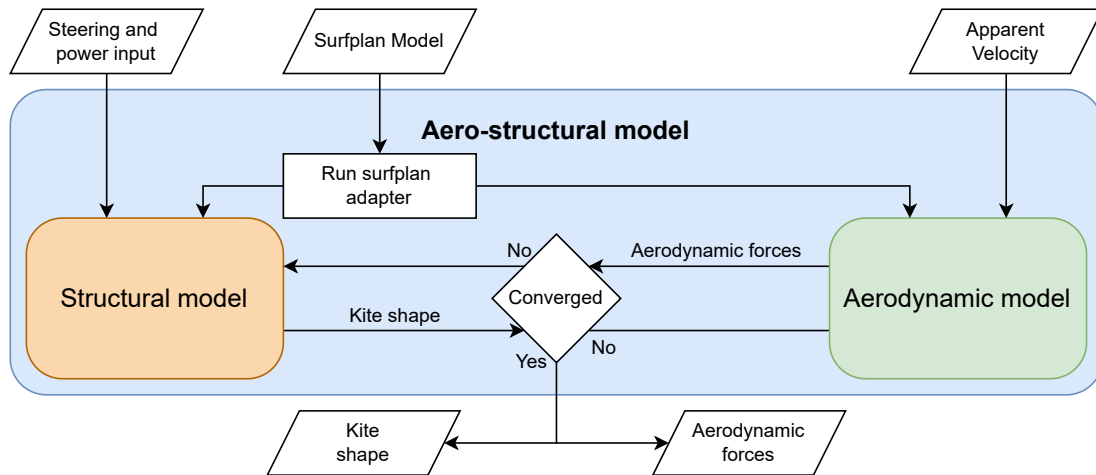 Steering and
power input
Surfplan Model
Apparent
Velocity
Aero-structural model
Run surfplan
adapter
No
Aerodynamic forces
Structural model
Converged
Aerodynamic model
Kite shape
Yes
No
Kite
shape
Aerodynamic
forces